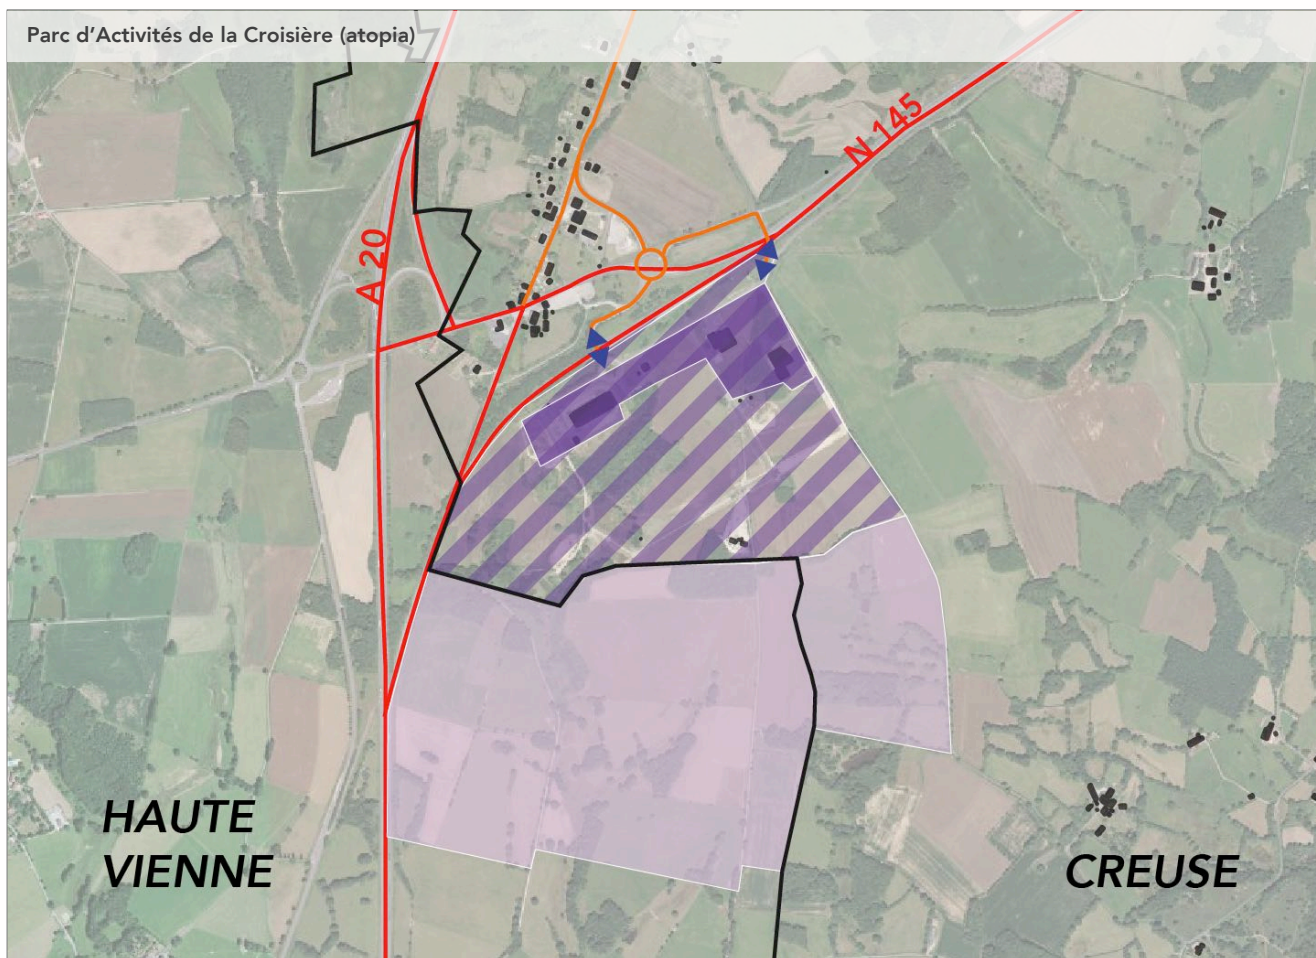 Parc d’Activités de la Croisière (atopia)
N 145
A 20
HAUTE
VIENNE
CREUSE